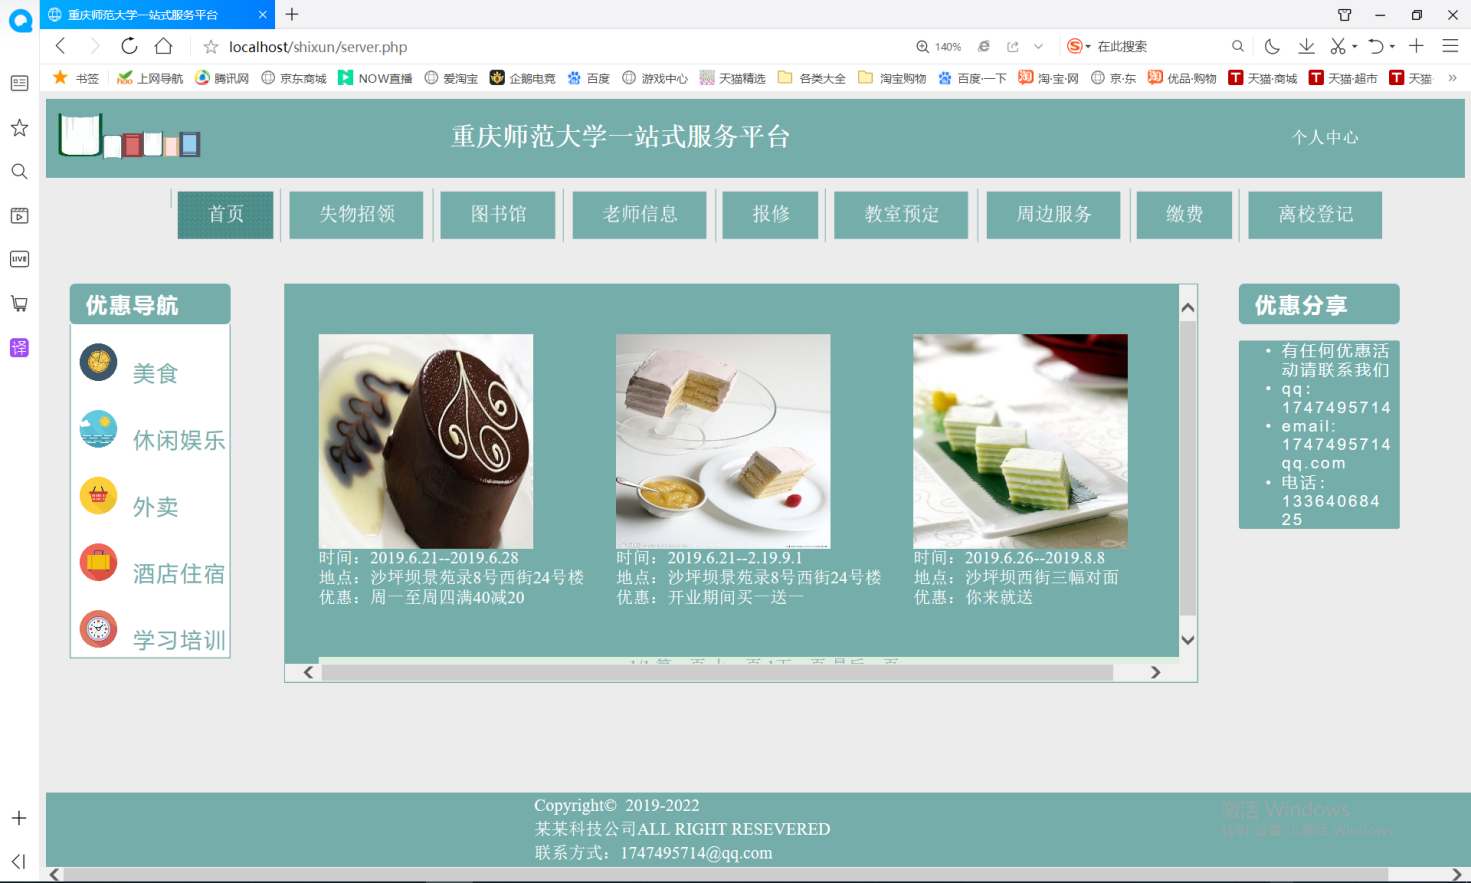 重庆师范大学一站式服务平台
localhost/shixun/server.php
140%
在此搜索
书签 上网导航 腾讯网 京东商城 NOW直播 爱淘宝 企鹅电竞 百度 游戏中心 天猫精选 各类大全 淘宝购物 百度·一下 淘·宝·网 京·东 优品·购物 天猫·商城 天猫·超市 天猫·
LIVE
译
重庆师范大学一站式服务平台
个人中心
首页 失物招领 图书馆 老师信息 报修 教室预定 周边服务 缴费 离校登记
优惠导航
美食
休闲娱乐
外卖
酒店住宿
学习培训
时间：2019.6.21--2019.6.28
地点：沙坪坝景苑录8号西街24号楼
优惠：周一至周四满40减20
时间：2019.6.21--2.19.9.1
地点：沙坪坝景苑录8号西街24号楼
优惠：开业期间买一送一
时间：2019.6.26--2019.8.8
地点：沙坪坝西街三幅对面
优惠：你来就送
优惠分享
• 有任何优惠活
动请联系我们
• qq:
1747495714
• email:
1747495714
qq.com
• 电话:
133640684
25
Copyright© 2019-2022
某某科技公司ALL RIGHT RESEVERED
联系方式：1747495714@qq.com
激活 Windows
转到"设置"以激活 Windows。